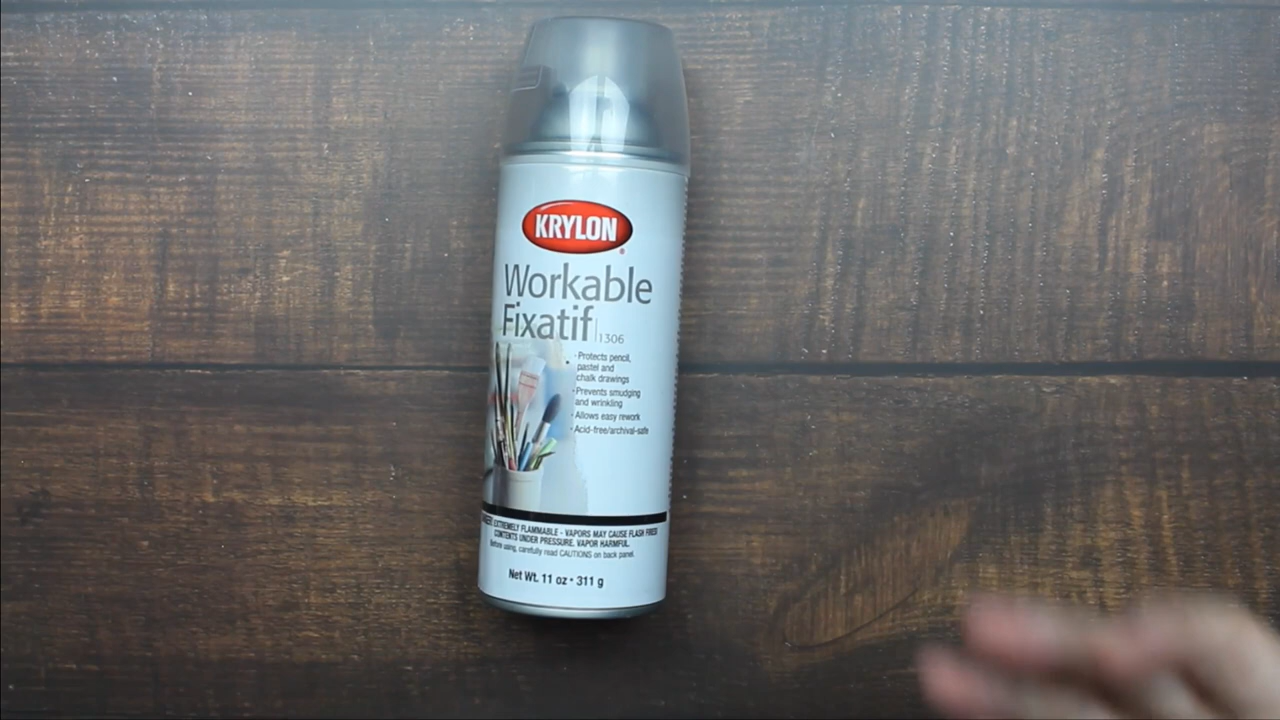 KRYLON
Workable
Fixatif 1306
· Protects pencil,
pastel and
chalk drawings
· Prevents smudging
and wrinkling
· Allows easy rework
· Acid-free/archival-safe
EXTREMELY FLAMMABLE - VAPORS MAY CAUSE FLASH FIRES!
CONTENTS UNDER PRESSURE. VAPOR HARMFUL.
Before using, carefully read CAUTIONS on back panel.
Net Wt. 11 oz • 311 g